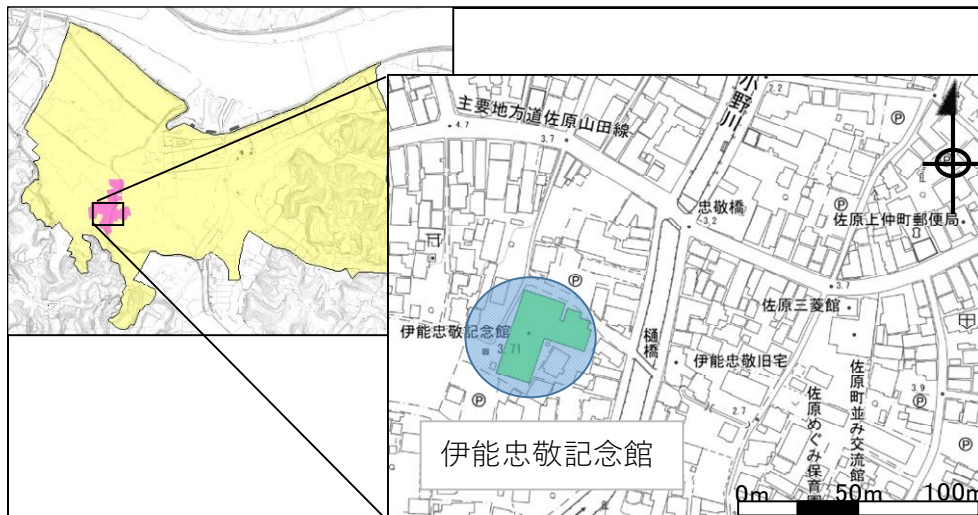 小野川
2.2
主要地方道佐原山田線
4.7
3.7
忠敬橋
3.2
佐原上仲町郵便局
3.7
佐原三菱館
伊能忠敬記念館
3.71
樋橋
伊能忠敬旧宅
2.7
佐原めぐみ保育園
佐原町並み交流館
3.9
伊能忠敬記念館
0m
50m
100m
P
P
P
P
P
P